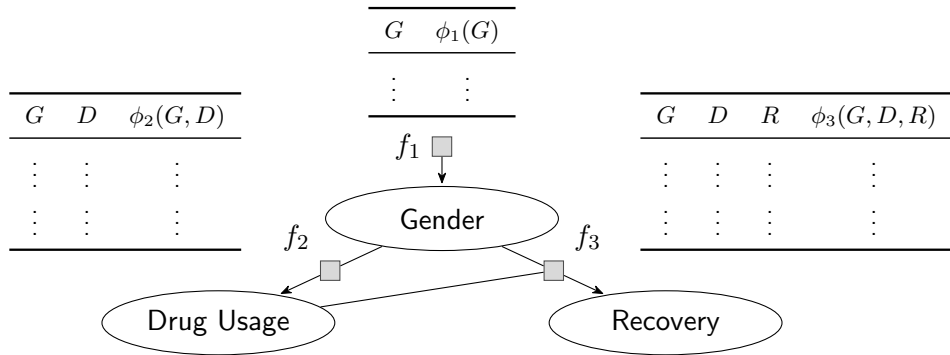 G ϕ₁(G)
⋮ ⋮
G D ϕ₂(G, D)
⋮ ⋮ ⋮
⋮ ⋮ ⋮
G D R ϕ₃(G, D, R)
⋮ ⋮ ⋮ ⋮
⋮ ⋮ ⋮ ⋮
f₁
Gender
f₂
f₃
Drug Usage
Recovery